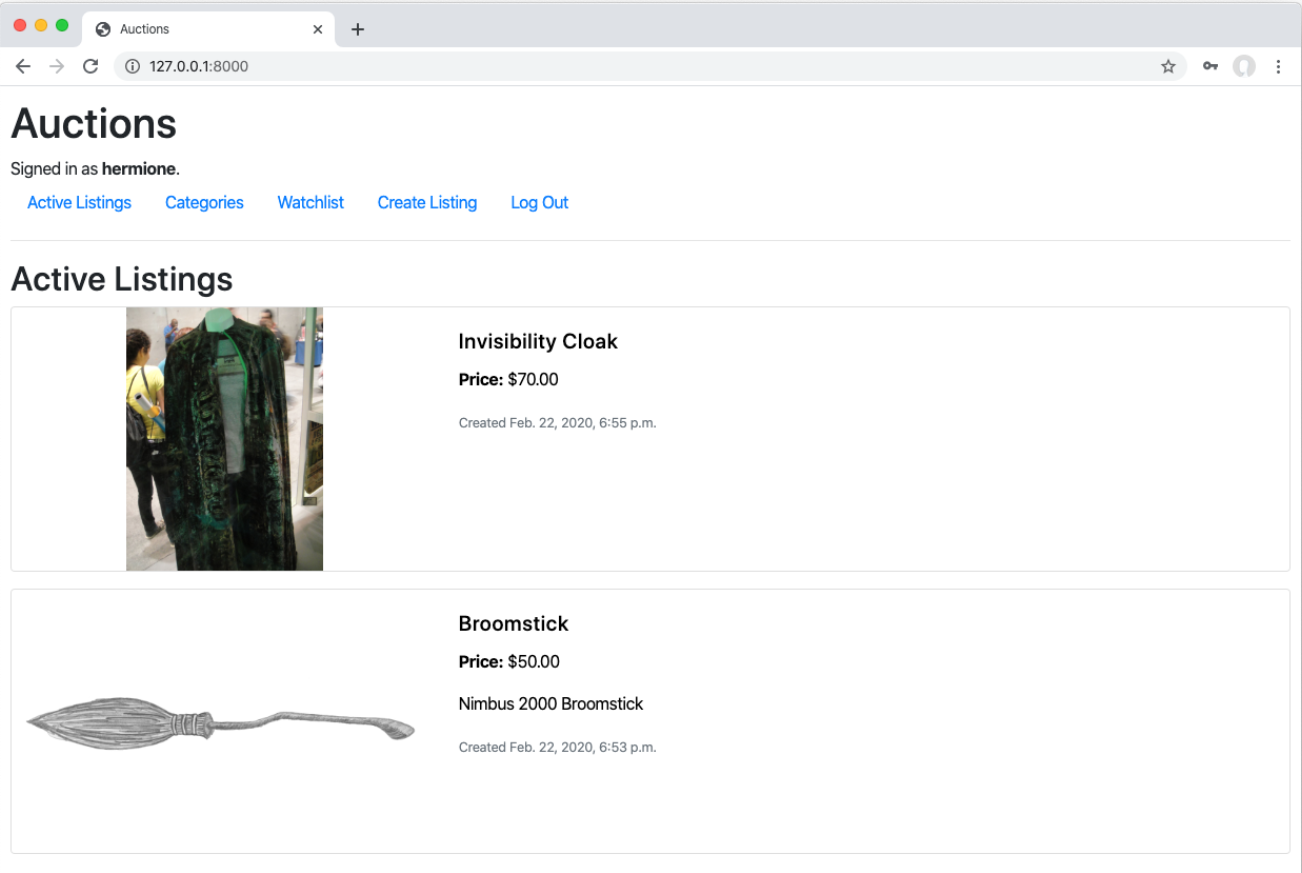 Auctions
127.0.0.1:8000
Auctions
Signed in as hermione.
Active Listings Categories Watchlist Create Listing Log Out
Active Listings
Invisibility Cloak
Price: $70.00
Created Feb. 22, 2020, 6:55 p.m.
Broomstick
Price: $50.00
Nimbus 2000 Broomstick
Created Feb. 22, 2020, 6:53 p.m.